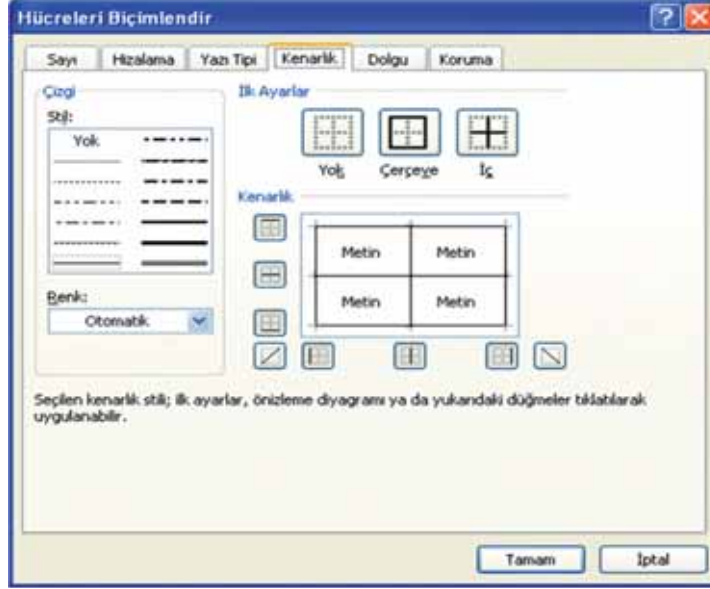 Hücreleri Biçimlendir
Sayı Hizalama Yazı Tipi Kenarlık Dolgu Koruma
Çizgi
Stil:
Yok
Renk:
Otomatik
İlk Ayarlar
Yok Çerçeve İç
Kenarlık
Metin Metin
Metin Metin
Seçilen kenarlık stili; ilk ayarlar, önizleme diyagramı ya da yukarıdaki düğmeler tıklatılarak
uygulanabilir.
Tamam İptal